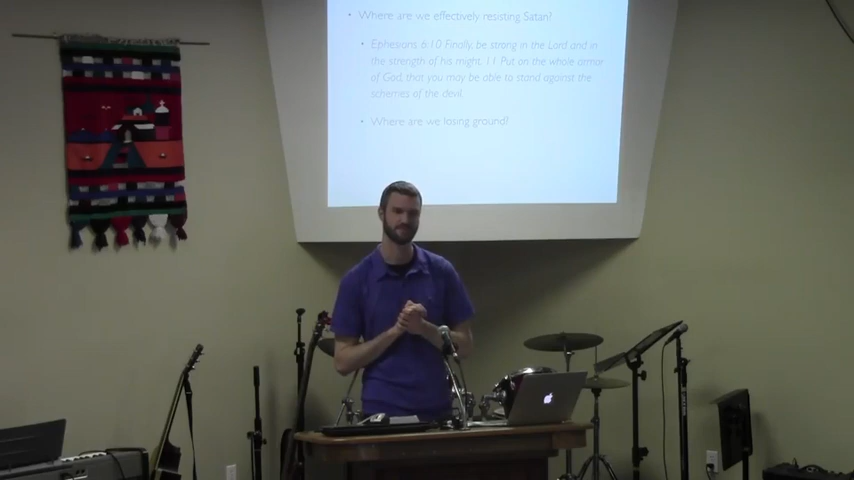 • Where are we effectively resisting Satan?
• Ephesians 6:10 Finally, be strong in the Lord and in
the strength of his might. 11 Put on the whole armor
of God, that you may be able to stand against the
schemes of the devil.
• Where are we losing ground?